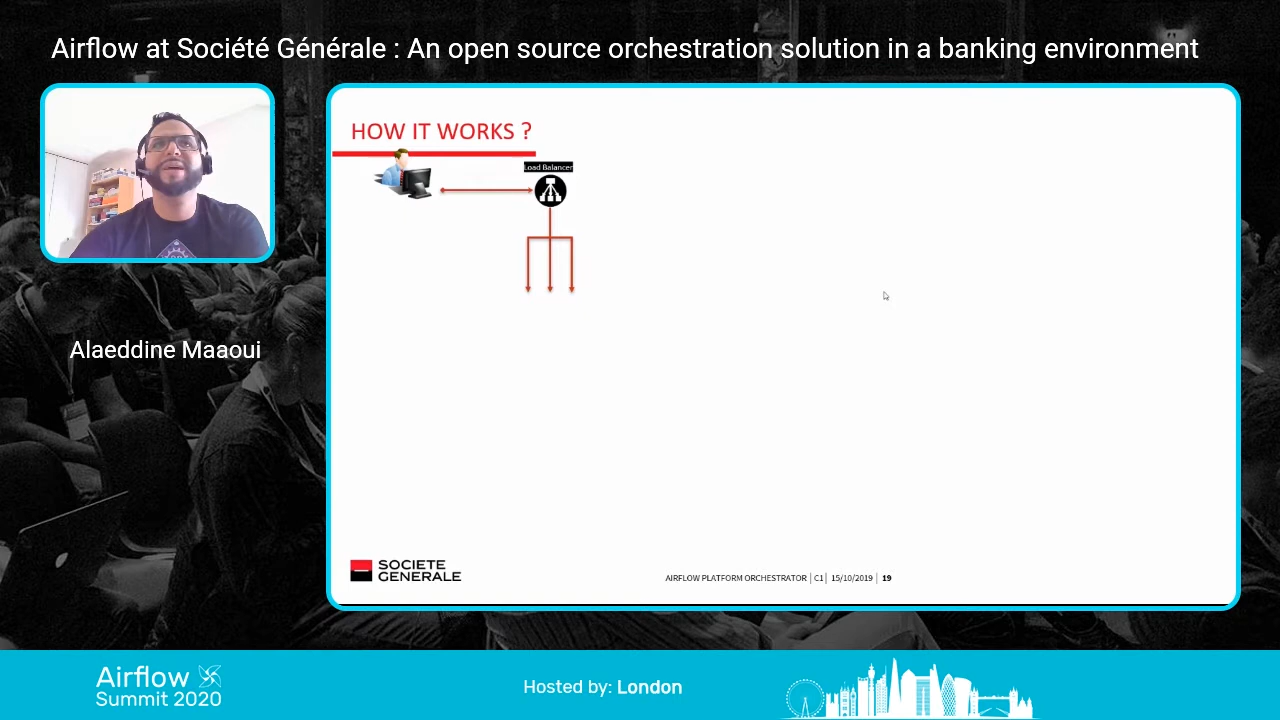 Airflow at Société Générale : An open source orchestration solution in a banking environment
HOW IT WORKS ?
Load Balancer
Alaeddine Maaoui
SOCIETE
GENERALE
AIRFLOW PLATFORM ORCHESTRATOR | C1 | 15/10/2019 | 19
Airflow
Summit 2020
Hosted by: London